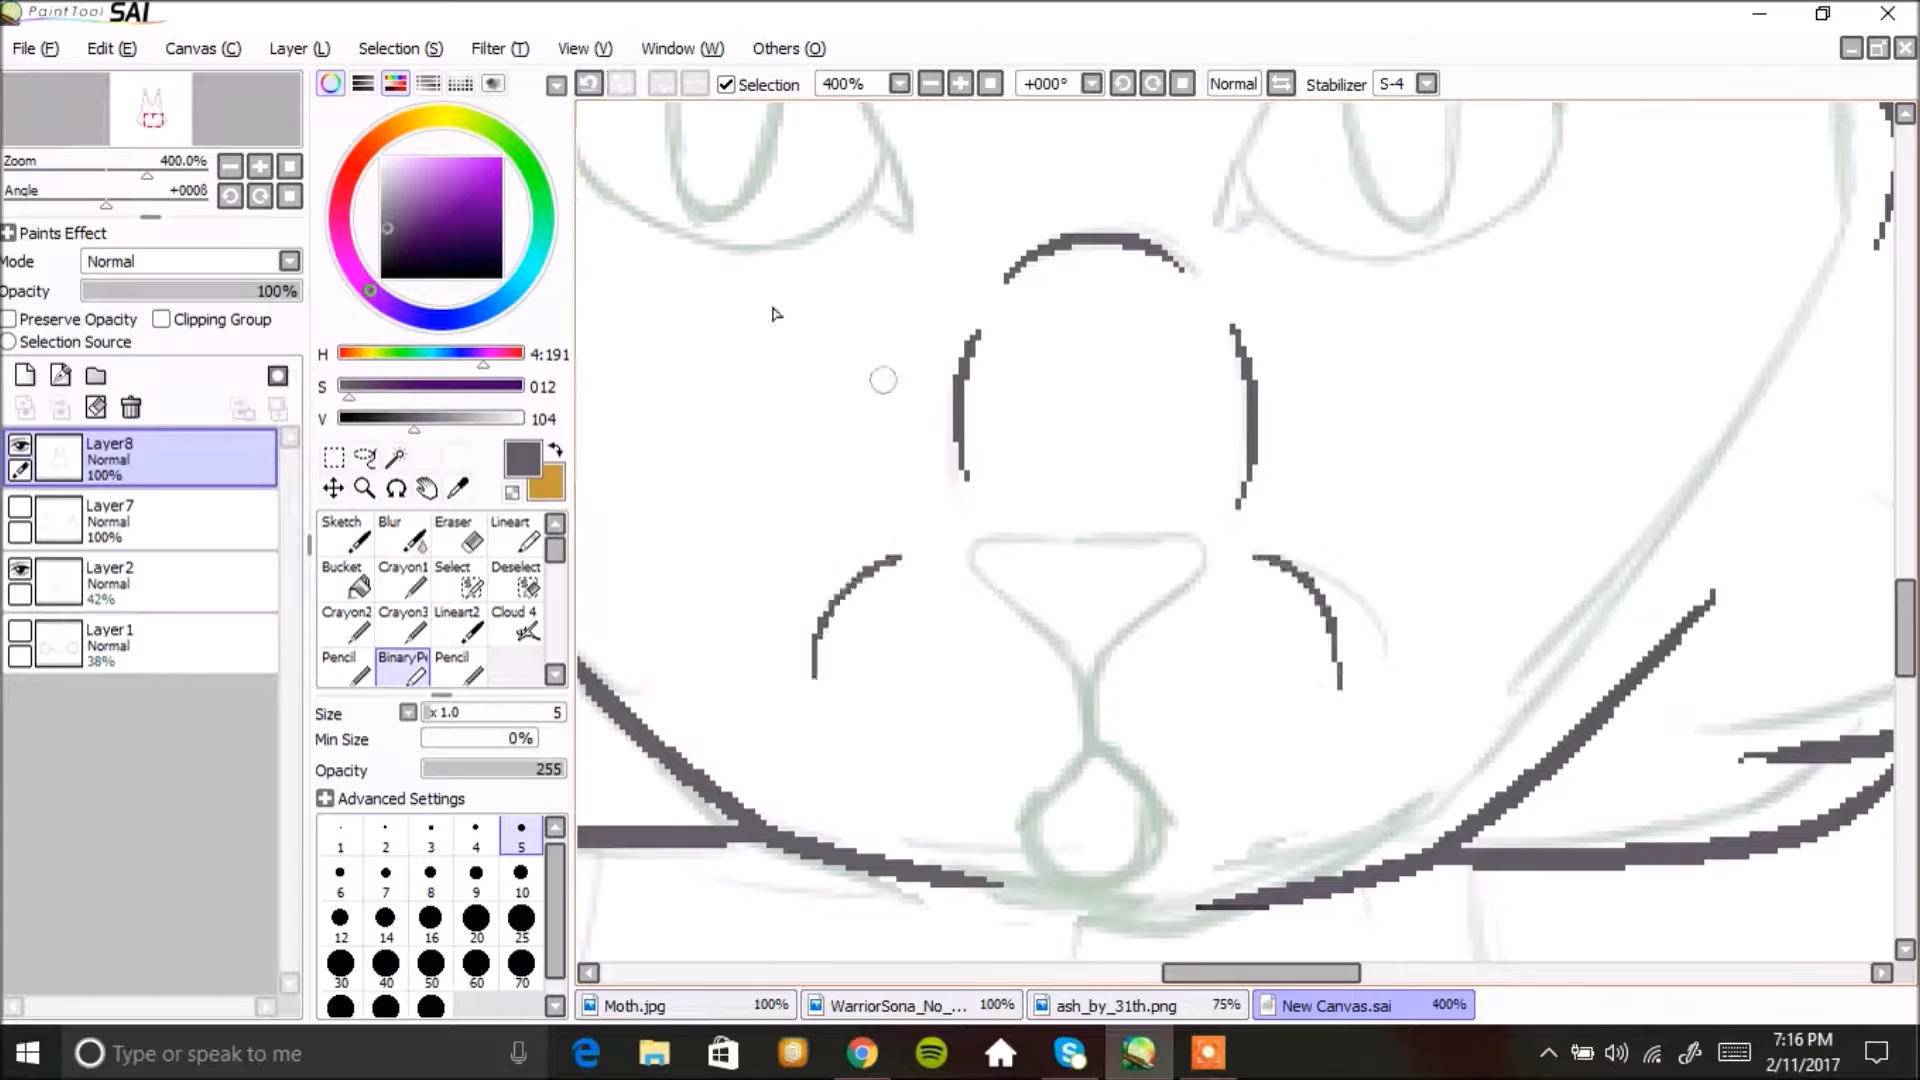 PaintTool SAI
File (F) Edit (E) Canvas (C) Layer (L) Selection (S) Filter (T) View (V) Window (W) Others (O)
Selection 400% +000° Normal Stabilizer S-4
Zoom 400.0%
Angle +000ß
Paints Effect
Mode Normal
Opacity 100%
Preserve Opacity Clipping Group
Selection Source
H 4:191
S 012
V 104
Layer8
Normal
100%
Layer7
Normal
100%
Layer2
Normal
42%
Layer1
Normal
38%
Sketch Blur Eraser Lineart
Bucket Crayon1 Select Deselect
Crayon2 Crayon3 Lineart2 Cloud 4
Pencil BinaryPe Pencil
Size x 1.0 5
Min Size 0%
Opacity 255
Advanced Settings
1 2 3 4 5
6 7 8 9 10
12 14 16 20 25
30 40 50 60 70
Moth.jpg 100% WarriorSona_No_... 100% ash_by_31th.png 75% New Canvas.sai 400%
Type or speak to me
7:16 PM
2/11/2017